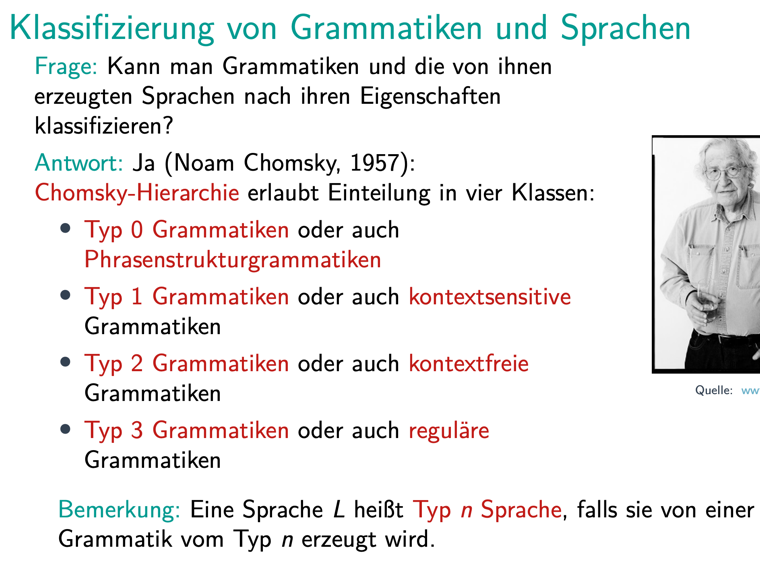 Klassifizierung von Grammatiken und Sprachen
Frage: Kann man Grammatiken und die von ihnen
erzeugten Sprachen nach ihren Eigenschaften
klassifizieren?
Antwort: Ja (Noam Chomsky, 1957):
Chomsky-Hierarchie erlaubt Einteilung in vier Klassen:
• Typ 0 Grammatiken oder auch
Phrasenstrukturgrammatiken
• Typ 1 Grammatiken oder auch kontextsensitive
Grammatiken
• Typ 2 Grammatiken oder auch kontextfreie
Grammatiken
• Typ 3 Grammatiken oder auch reguläre
Grammatiken
Quelle: ww
Bemerkung: Eine Sprache L heißt Typ n Sprache, falls sie von einer
Grammatik vom Typ n erzeugt wird.